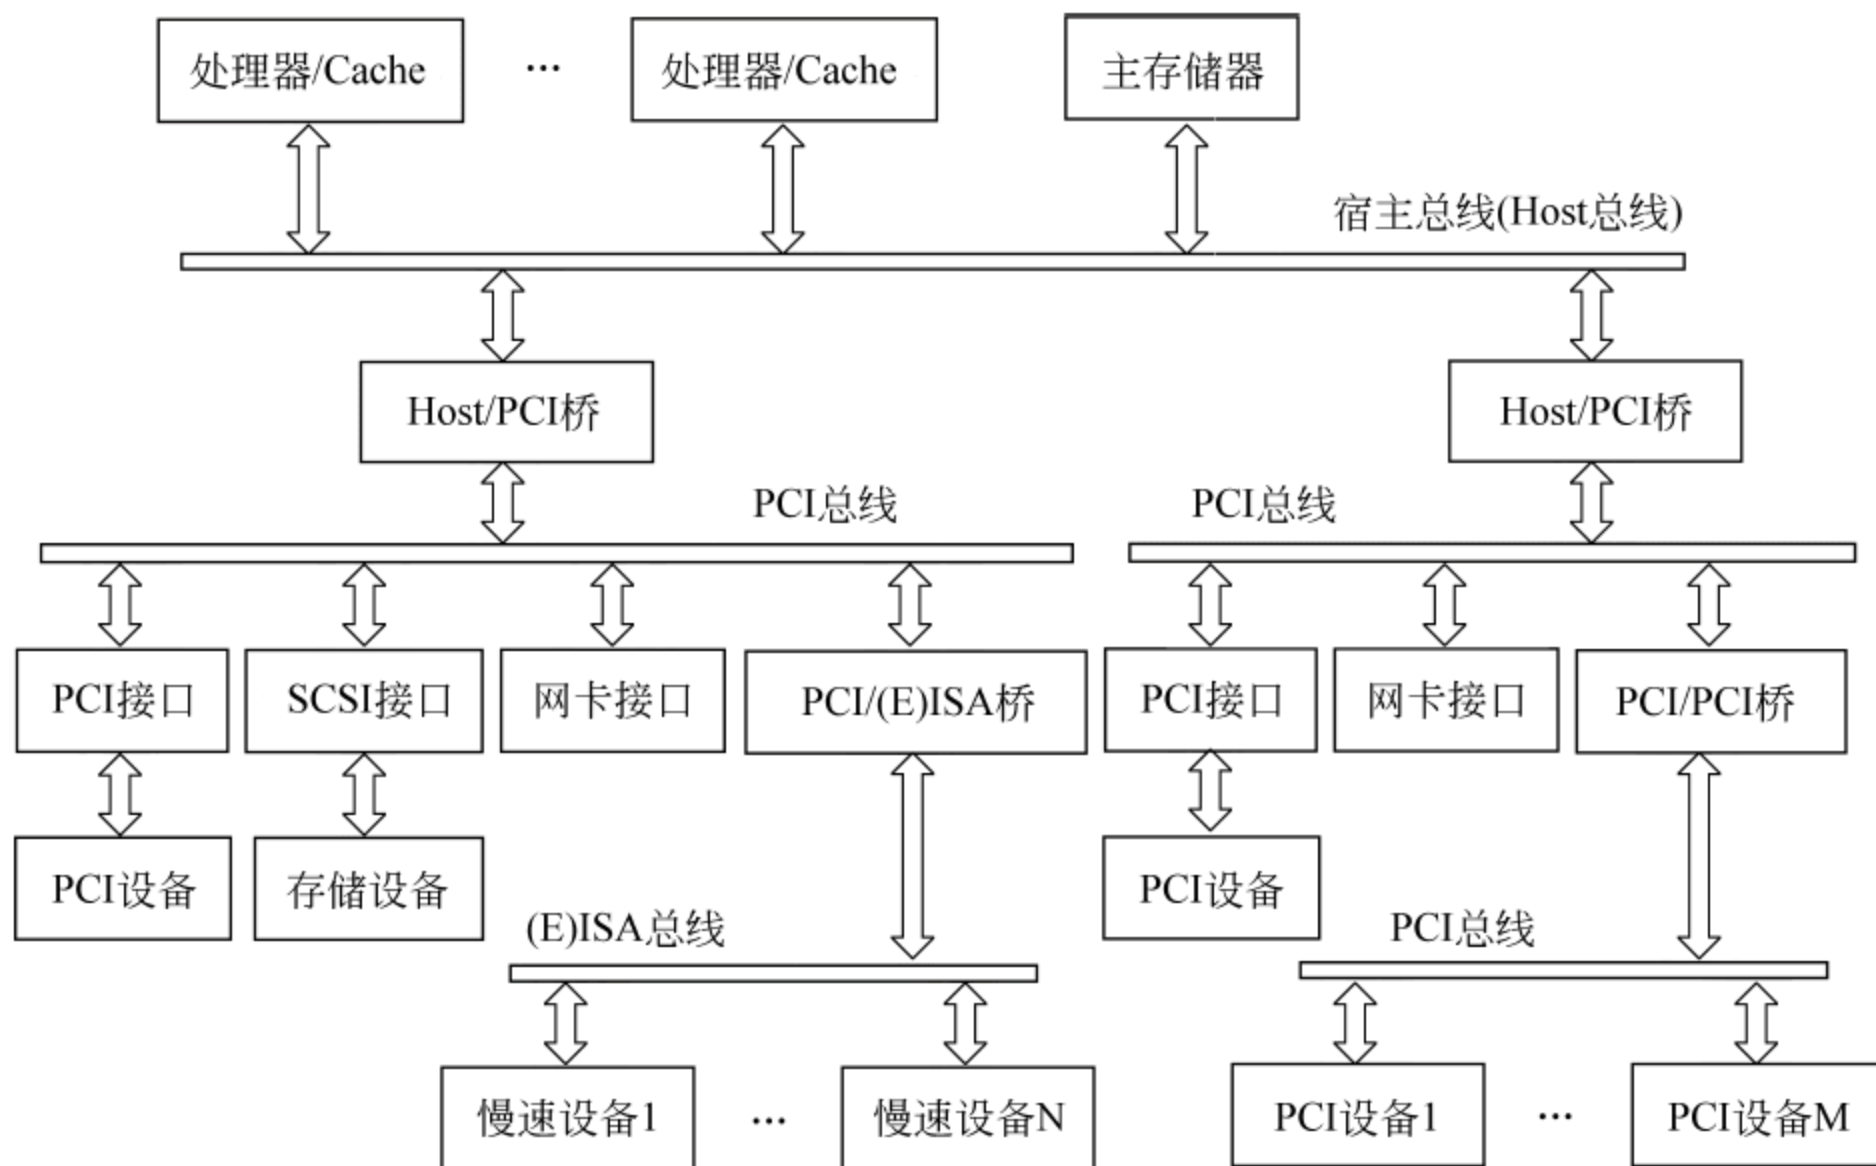 处理器/Cache
...
处理器/Cache
主存储器
宿主总线(Host总线)
Host/PCI桥
Host/PCI桥
PCI总线
PCI总线
PCI接口
SCSI接口
网卡接口
PCI/(E)ISA桥
PCI接口
网卡接口
PCI/PCI桥
PCI设备
存储设备
PCI设备
(E)ISA总线
PCI总线
慢速设备1
...
慢速设备N
PCI设备1
...
PCI设备M